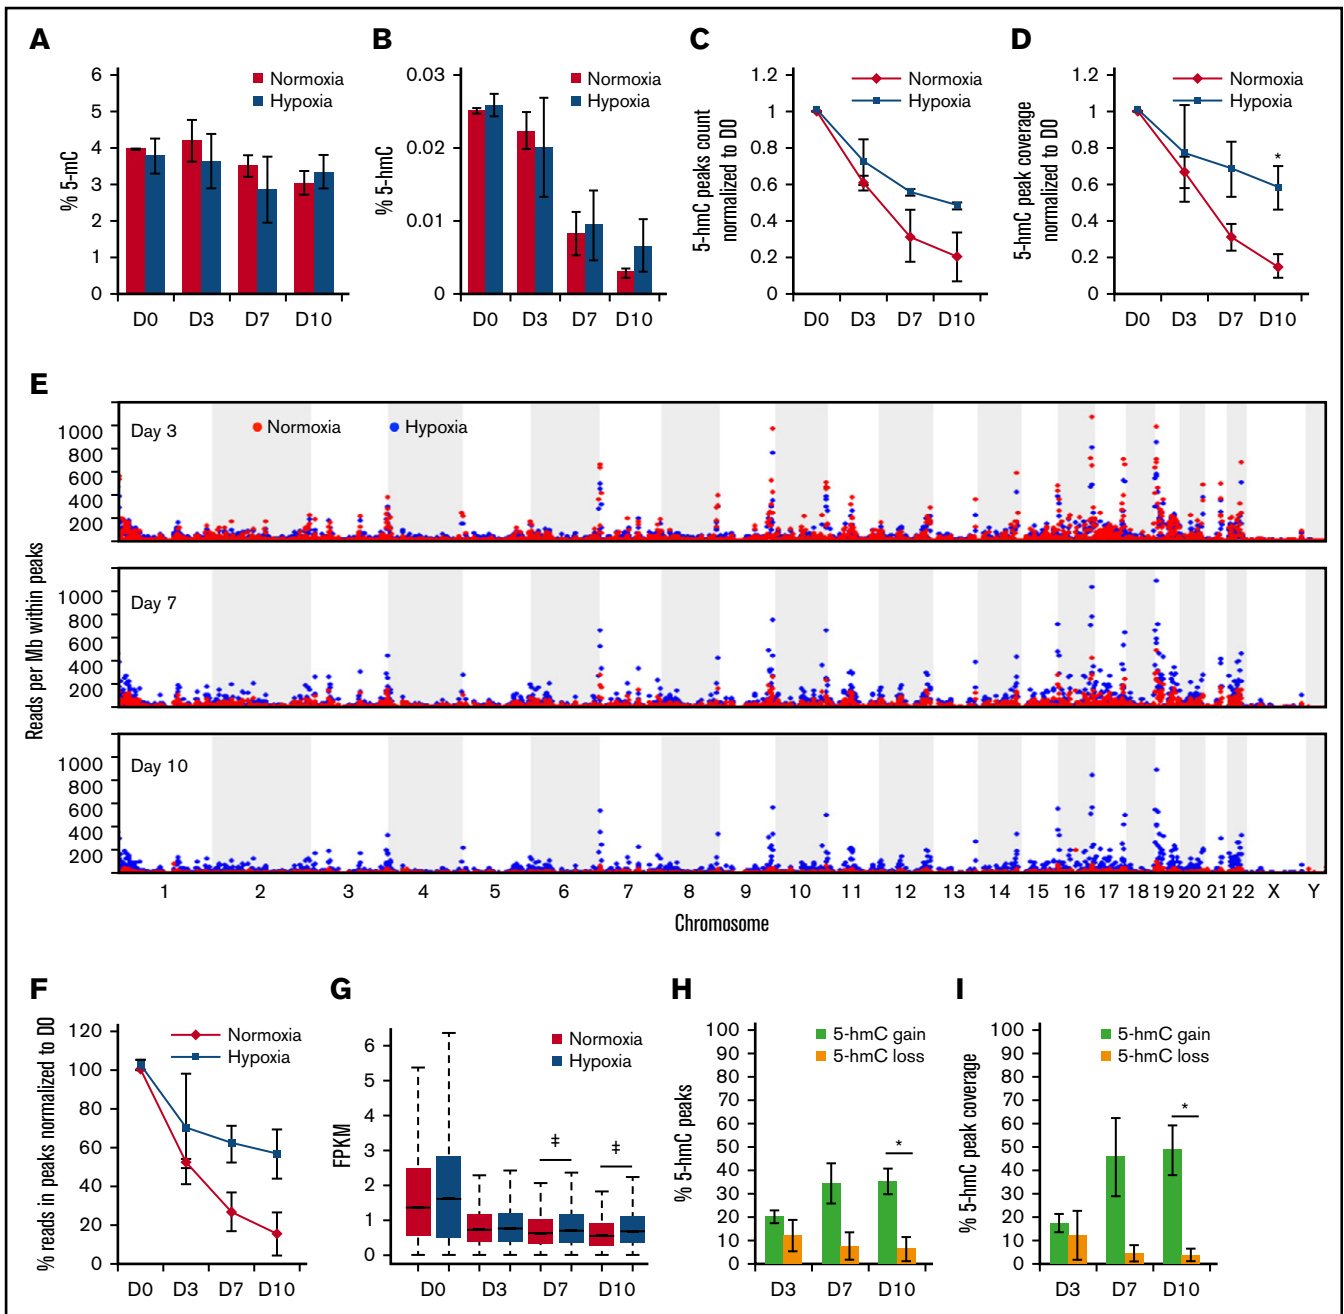 A
% 5-mC
6
5
4
3
2
1
0
Normoxia
Hypoxia
D0 D3 D7 D10
B
% 5-hmC
0.03
0.02
0.01
0
Normoxia
Hypoxia
D0 D3 D7 D10
C
5-hmC peaks count
normalized to D0
1.2
1
0.8
0.6
0.4
0.2
0
Normoxia
Hypoxia
D0 D3 D7 D10
D
5-hmC peak coverage
normalized to D0
1.2
1
0.8
0.6
0.4
0.2
0
Normoxia
Hypoxia
*
D0 D3 D7 D10
E
Reads per Mb within peaks
1000
800
600
400
200
Day 3
Normoxia
Hypoxia
1000
800
600
400
200
Day 7
1000
800
600
400
200
Day 10
1 2 3 4 5 6 7 8 9 10 11 12 13 14 15 16 17 18 19 20 21 22 X Y
Chromosome
F
% reads in peaks normalized to D0
120
100
80
60
40
20
0
Normoxia
Hypoxia
D0 D3 D7 D10
G
FPKM
6
5
4
3
2
1
0
Normoxia
Hypoxia
‡ ‡
D0 D3 D7 D10
H
% 5-hmC peaks
100
90
80
70
60
50
40
30
20
10
0
5-hmC gain
5-hmC loss
*
D3 D7 D10
I
% 5-hmC peak coverage
100
90
80
70
60
50
40
30
20
10
0
5-hmC gain
5-hmC loss
*
D3 D7 D10